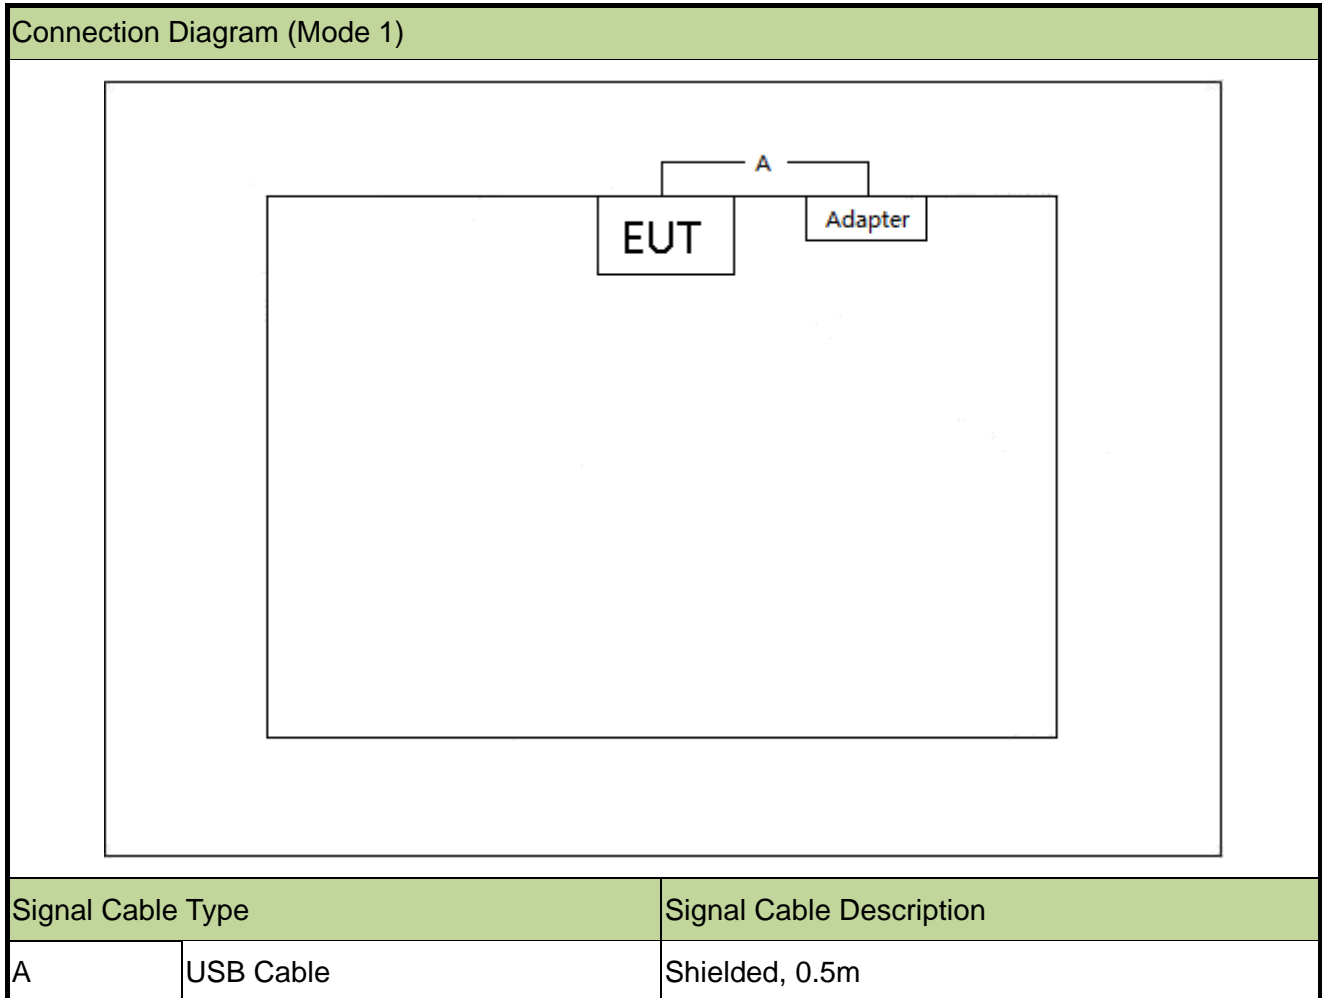 Connection Diagram (Mode 1)
A
EUT
Adapter
Signal Cable Type Signal Cable Description
A USB Cable Shielded, 0.5m